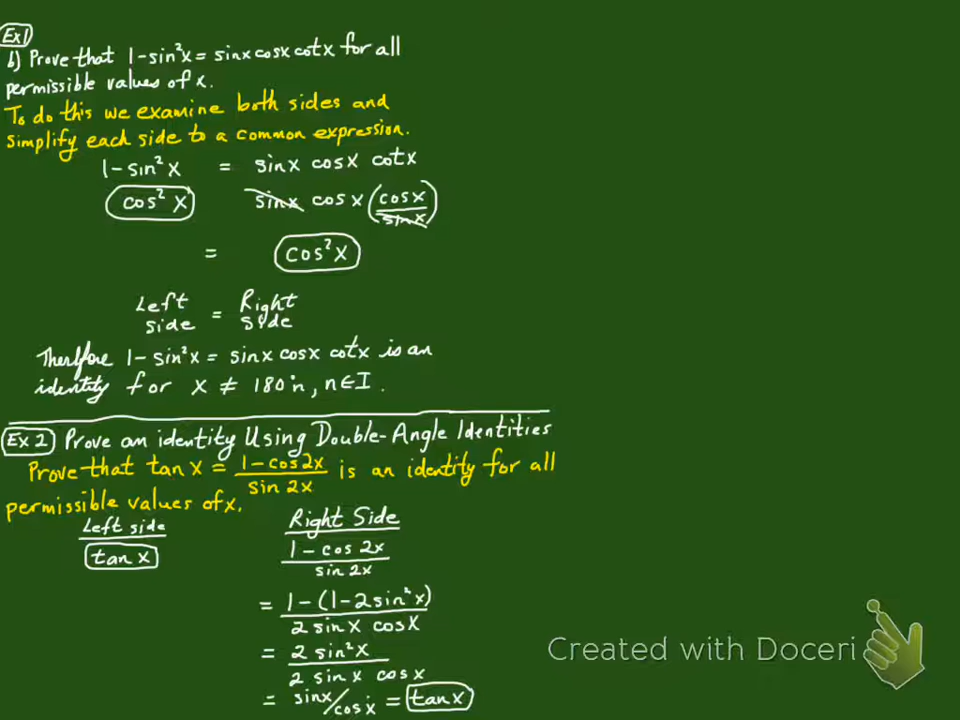 Ex1
b) Prove that 1-sin²x = sinx cosx cotx for all
permissible values of x.
To do this we examine both sides and
simplify each side to a common expression.
1-sin²x = sinx cosx cotx
cos²x sinx cosx (cosx/sinx)
= cos²x
Left side = Right side
Therefore 1-sin²x = sinx cosx cotx is an
identity for x ≠ 180°n, n∈I.
Ex 2 Prove an identity Using Double-Angle Identities
Prove that tan x = (1-cos2x)/(sin 2x) is an identity for all
permissible values of x.
Left side Right Side
tan x (1-cos 2x)/(sin 2x)
= (1-(1-2sin²x))/(2 sinx cosx)
= (2 sin²x)/(2 sinx cosx)
= sinx/cosx = tanx
Created with Doceri